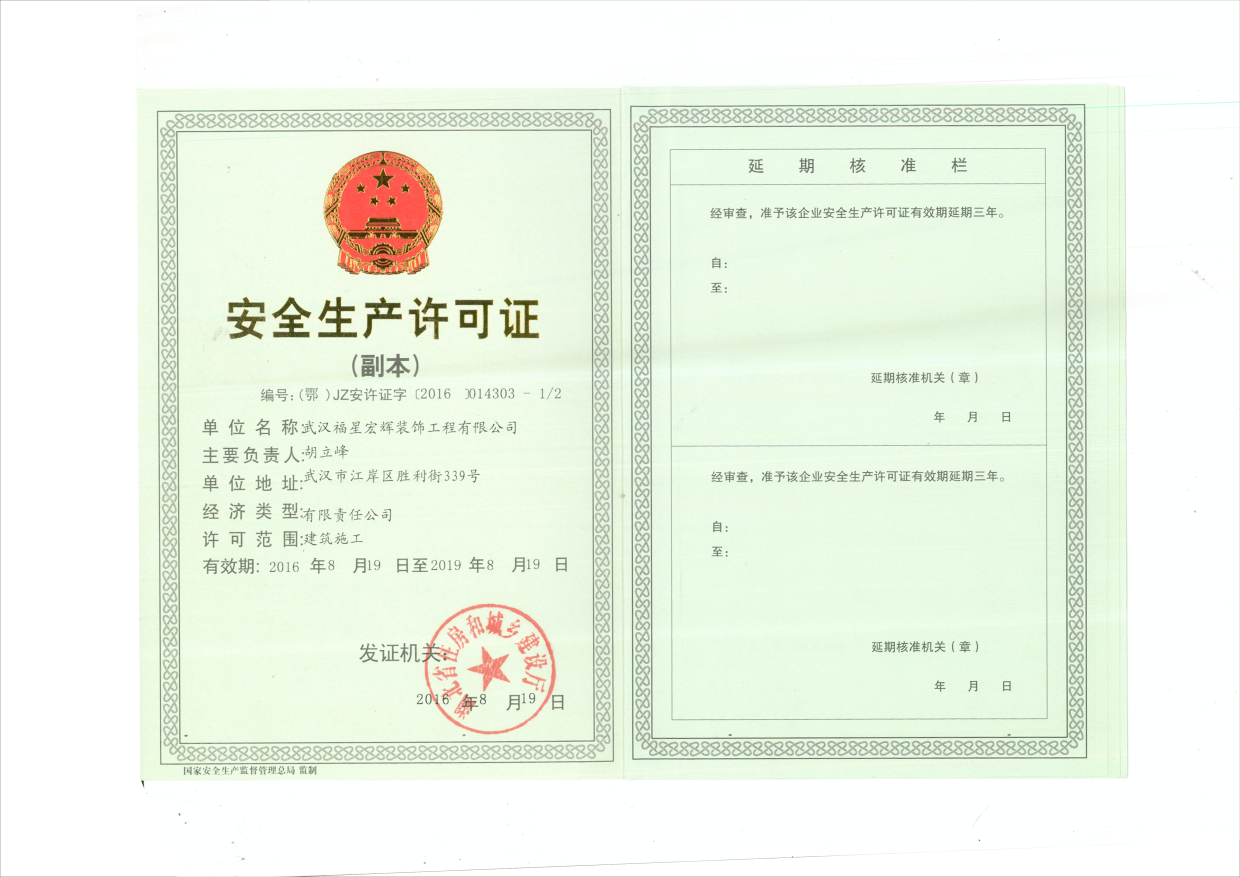 安全生产许可证
(副本)
编号:(鄂 )JZ安许证字〔2016 〕014303 - 1/2
单 位 名 称:武汉福星宏辉装饰工程有限公司
主要负责人:胡立峰
单 位 地 址:武汉市江岸区胜利街339号
经 济 类 型:有限责任公司
许 可 范 围:建筑施工
有效期: 2016 年8 月19 日至2019 年8 月19 日
发证机关:
湖北省住房和城乡建设厅
2016 年8 月19 日
国家安全生产监督管理总局 监制
延 期 核 准 栏
经审查，准予该企业安全生产许可证有效期延期三年。
自:
至:
延期核准机关（章）
年 月 日
经审查，准予该企业安全生产许可证有效期延期三年。
自:
至:
延期核准机关（章）
年 月 日